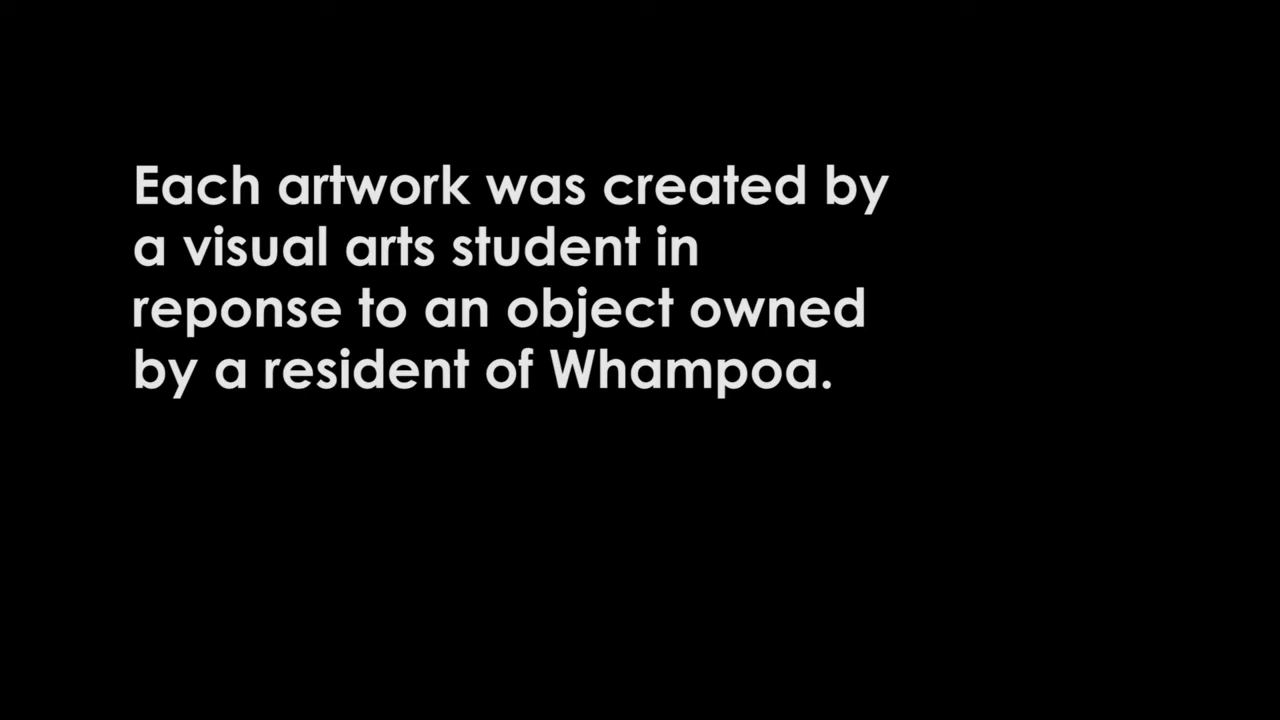 Each artwork was created by
a visual arts student in
reponse to an object owned
by a resident of Whampoa.